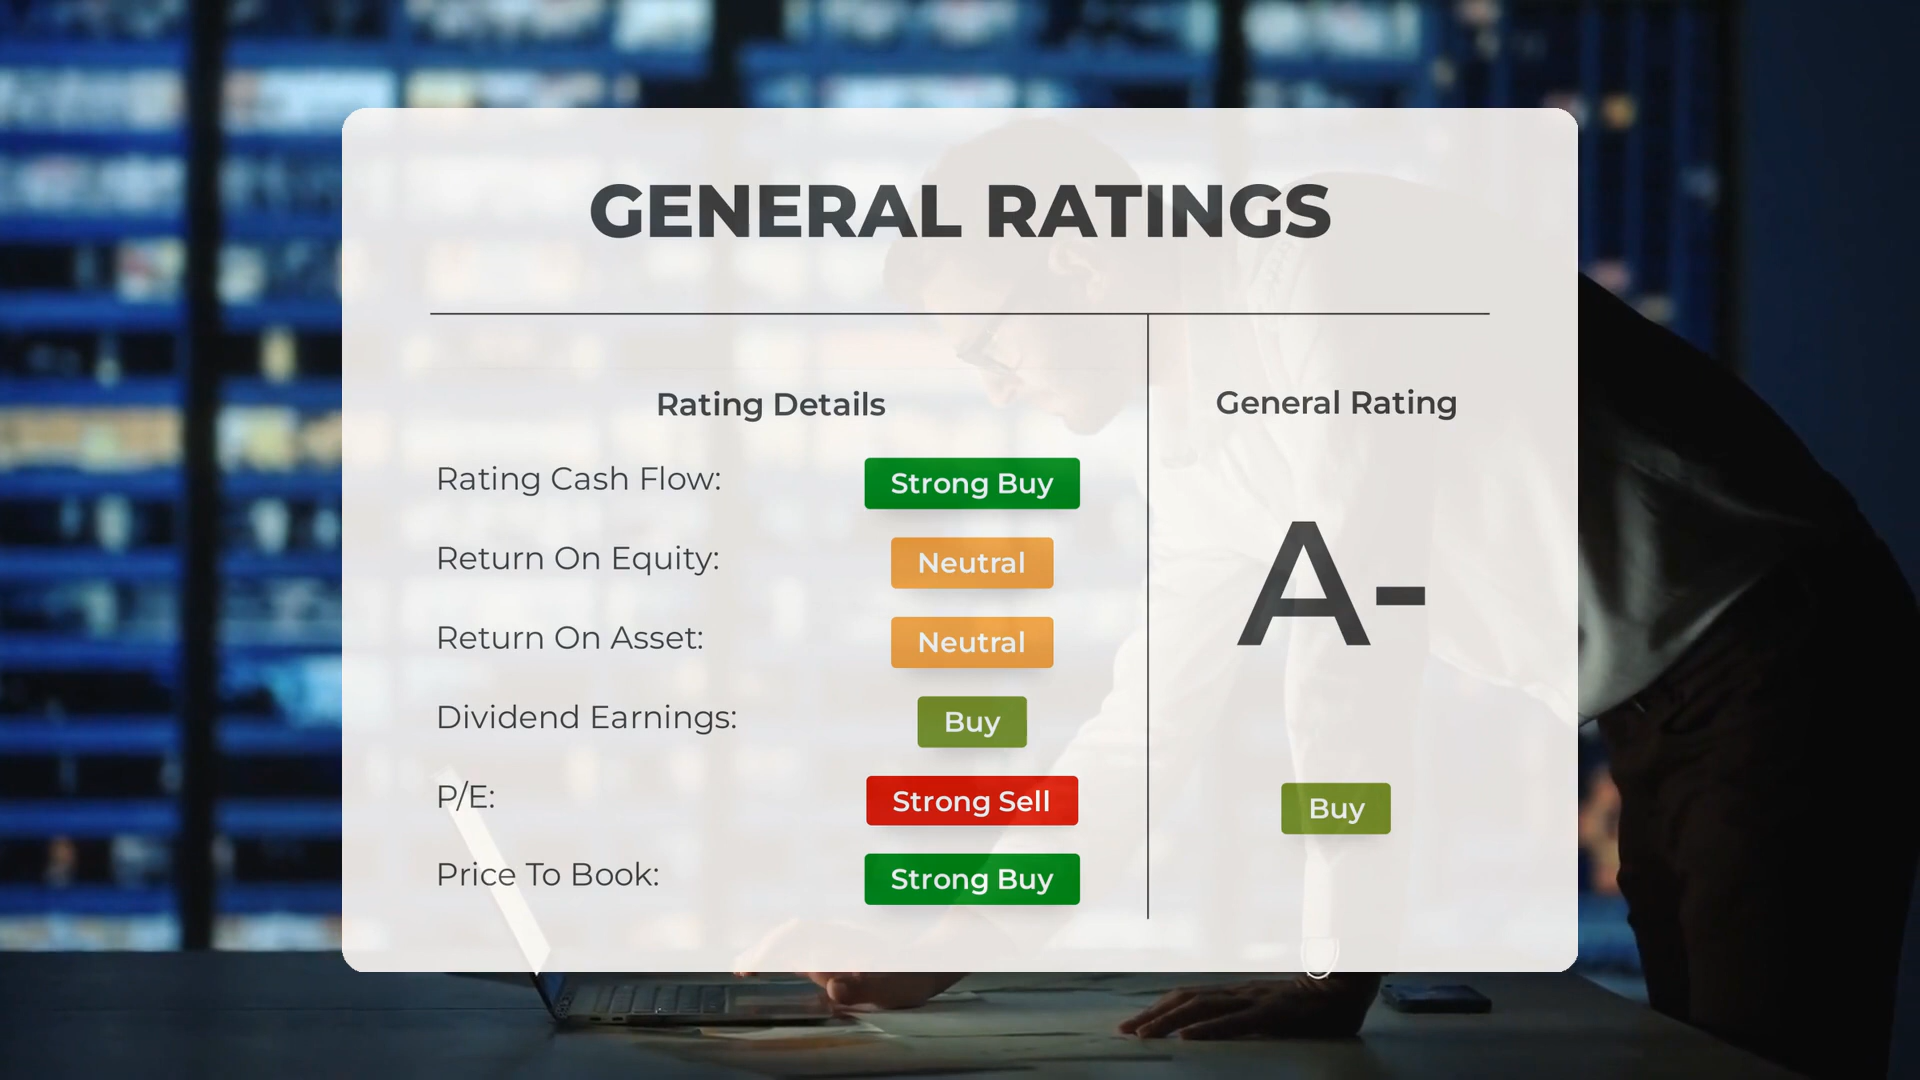 GENERAL RATINGS
Rating Details
Rating Cash Flow: Strong Buy
Return On Equity: Neutral
Return On Asset: Neutral
Dividend Earnings: Buy
P/E: Strong Sell
Price To Book: Strong Buy
General Rating
A-
Buy